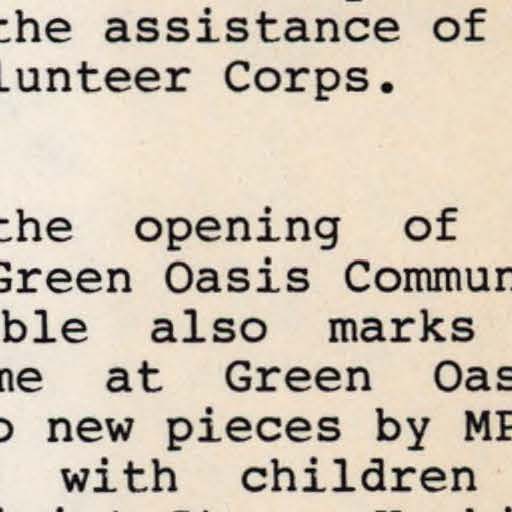 the assistance of
lunteer Corps.
the opening of
Green Oasis Commun
ble also marks
me at Green Oas
o new pieces by MP
with children